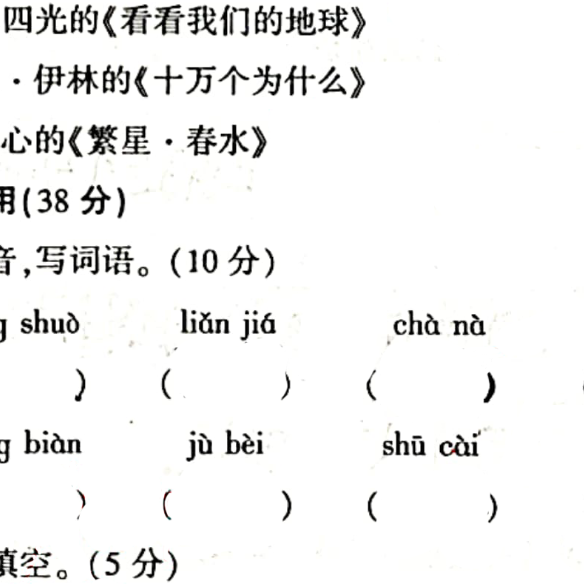 四光的《看看我们的地球》
·伊林的《十万个为什么》
心的《繁星·春水》
用(38 分)
音,写词语。(10 分)
g shuò liǎn jiá chà nà
) ( ) ( ) (
g biàn jù bèi shū cài
) ( ) ( )
填空。(5 分)